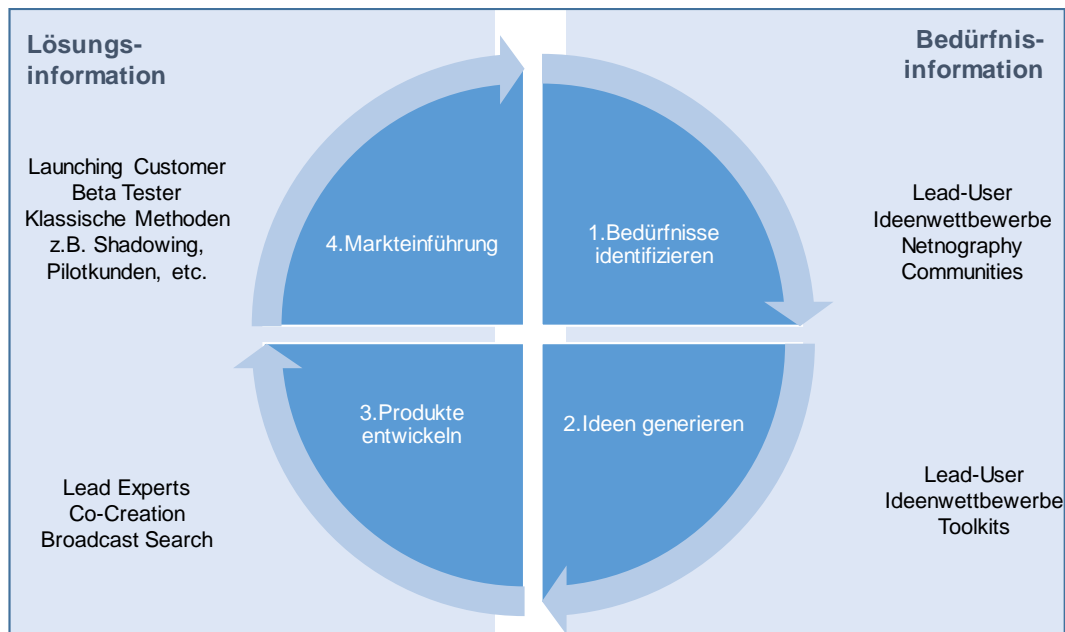 Lösungs-
information
Bedürfnis-
information
Launching Customer
Beta Tester
Klassische Methoden
z.B. Shadowing,
Pilotkunden, etc.
4.Markteinführung
1.Bedürfnisse
identifizieren
Lead-User
Ideenwettbewerbe
Netnography
Communities
3.Produkte
entwickeln
2.Ideen generieren
Lead Experts
Co-Creation
Broadcast Search
Lead-User
Ideenwettbewerbe
Toolkits